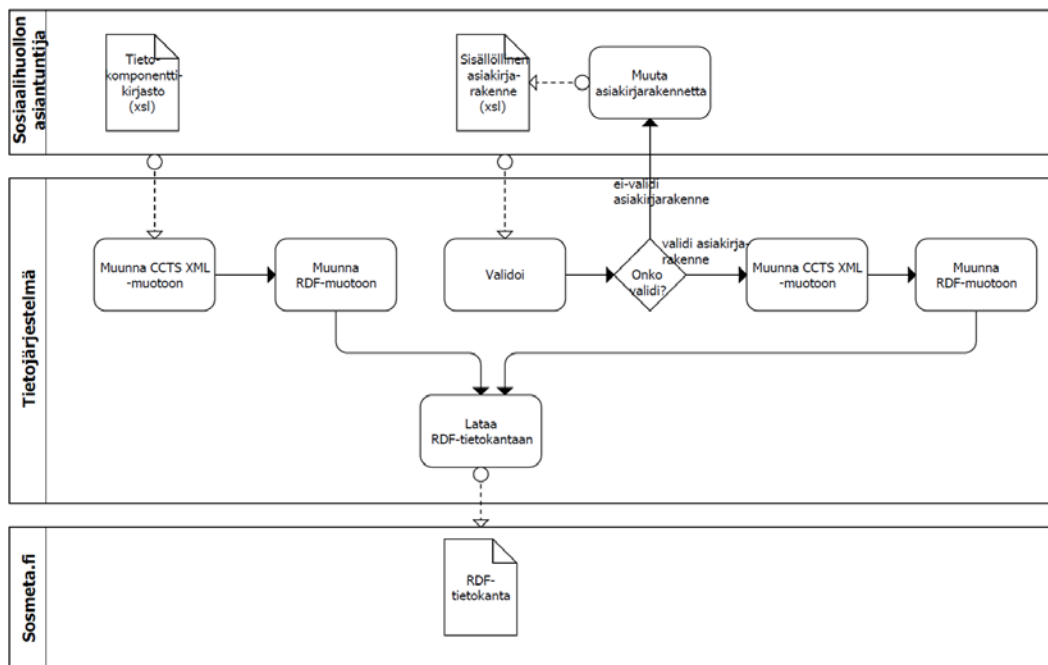 Sosiaalihuollon
asiantuntija
Tieto-
komponentti-
kirjasto
(xsl)
Sisällöllinen
asiakirja-
rakenne
(xsl)
Muuta
asiakirjarakennetta
Tietojärjestelmä
ei-validi
asiakirjarakenne
Muunna CCTS XML
-muotoon
Muunna
RDF-muotoon
Validoi
Onko
validi?
validi asiakirja-
rakenne
Muunna CCTS XML
-muotoon
Muunna
RDF-muotoon
Lataa
RDF-tietokantaan
Sosmeta.fi
RDF-
tietokanta